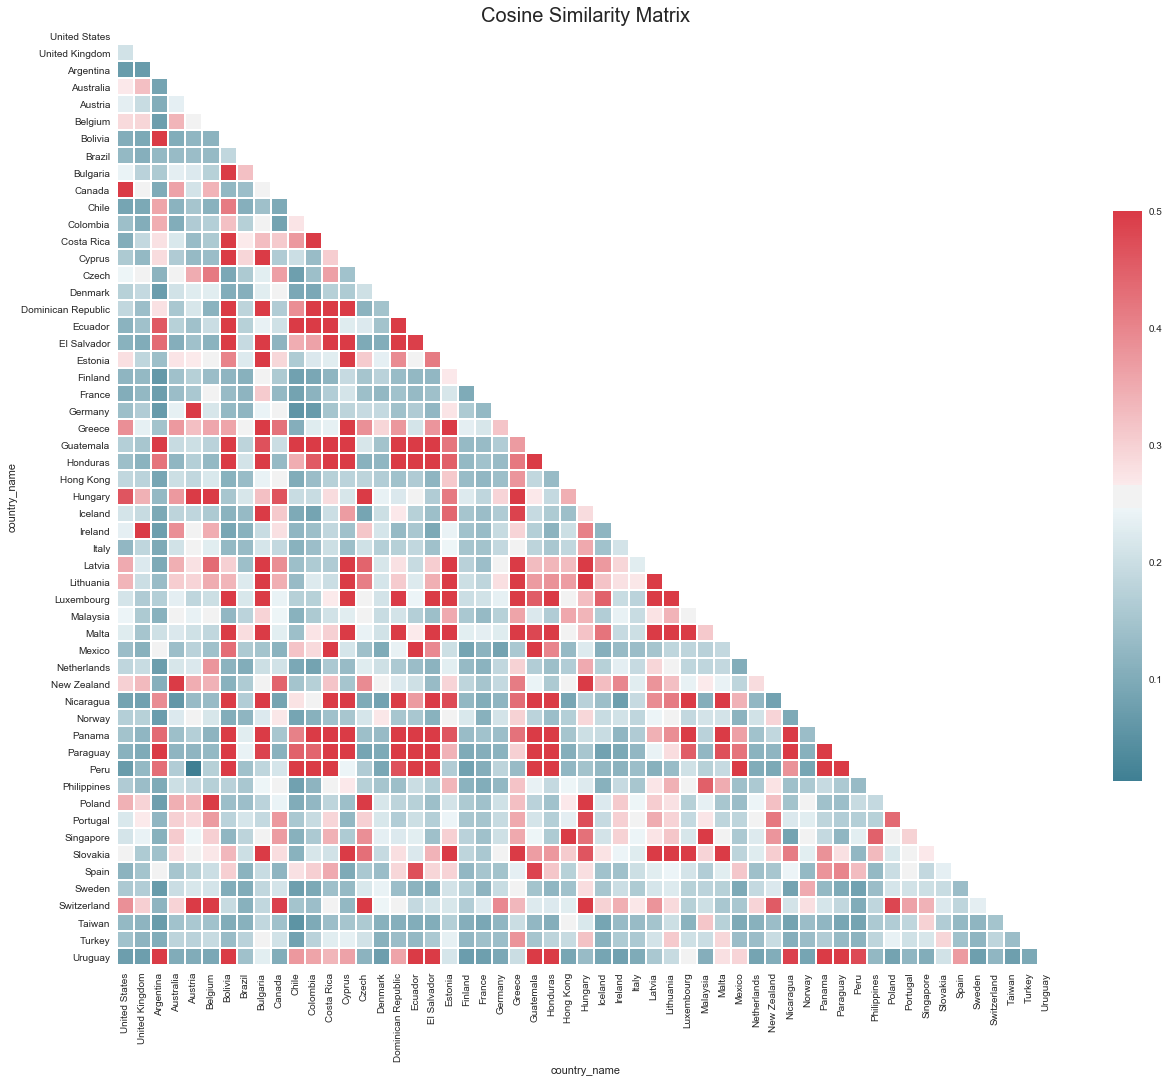 Cosine Similarity Matrix
United States
United Kingdom
Argentina
Australia
Austria
Belgium
Bolivia
Brazil
Bulgaria
Canada
Chile
Colombia
Costa Rica
Cyprus
Czech
Denmark
Dominican Republic
Ecuador
El Salvador
Estonia
Finland
France
Germany
Greece
Guatemala
Honduras
Hong Kong
Hungary
Iceland
Ireland
Italy
Latvia
Lithuania
Luxembourg
Malaysia
Malta
Mexico
Netherlands
New Zealand
Nicaragua
Norway
Panama
Paraguay
Peru
Philippines
Poland
Portugal
Singapore
Slovakia
Spain
Sweden
Switzerland
Taiwan
Turkey
Uruguay
country_name
United States
United Kingdom
Argentina
Australia
Austria
Belgium
Bolivia
Brazil
Bulgaria
Canada
Chile
Colombia
Costa Rica
Cyprus
Czech
Denmark
Dominican Republic
Ecuador
El Salvador
Estonia
Finland
France
Germany
Greece
Guatemala
Honduras
Hong Kong
Hungary
Iceland
Ireland
Italy
Latvia
Lithuania
Luxembourg
Malaysia
Malta
Mexico
Netherlands
New Zealand
Nicaragua
Norway
Panama
Paraguay
Peru
Philippines
Poland
Portugal
Singapore
Slovakia
Spain
Sweden
Switzerland
Taiwan
Turkey
Uruguay
country_name
0.5
0.4
0.3
0.2
0.1